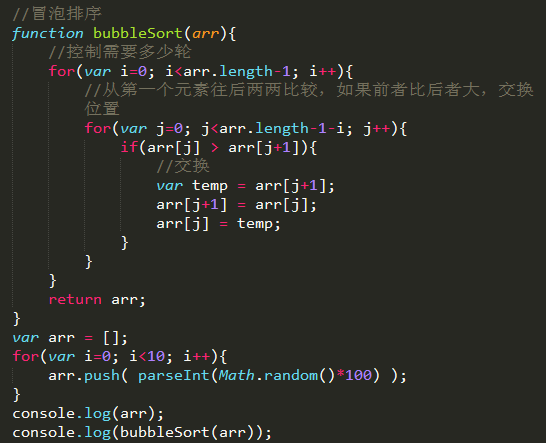 //冒泡排序
function bubbleSort(arr){
    //控制需要多少轮
    for(var i=0; i<arr.length-1; i++){
        //从第一个元素往后两两比较，如果前者比后者大，交换
        位置
        for(var j=0; j<arr.length-1-i; j++){
            if(arr[j] > arr[j+1]){
                //交换
                var temp = arr[j+1];
                arr[j+1] = arr[j];
                arr[j] = temp;
            }
        }
    }
    return arr;
}
var arr = [];
for(var i=0; i<10; i++){
    arr.push( parseInt(Math.random()*100) );
}
console.log(arr);
console.log(bubbleSort(arr));